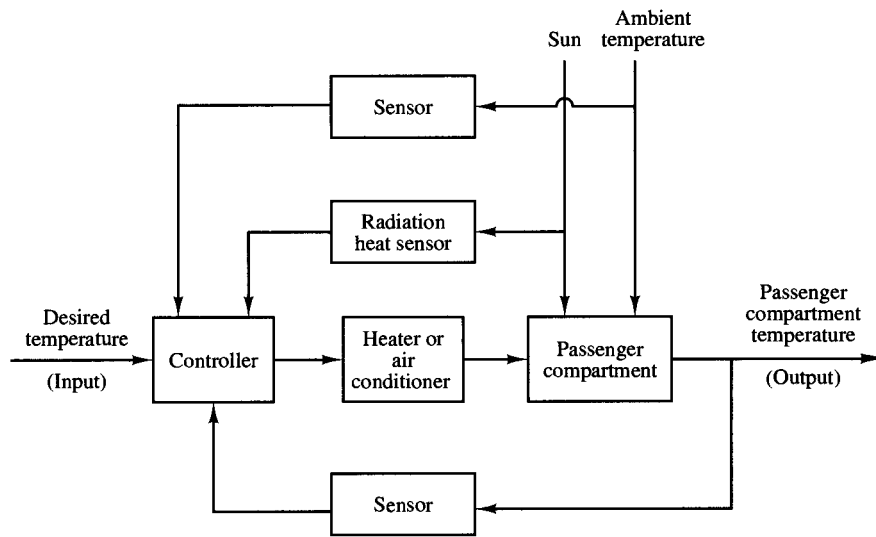 Sun
Ambient
temperature
Sensor
Radiation
heat sensor
Desired
temperature
(Input)
Controller
Heater or
air
conditioner
Passenger
compartment
Passenger
compartment
temperature
(Output)
Sensor